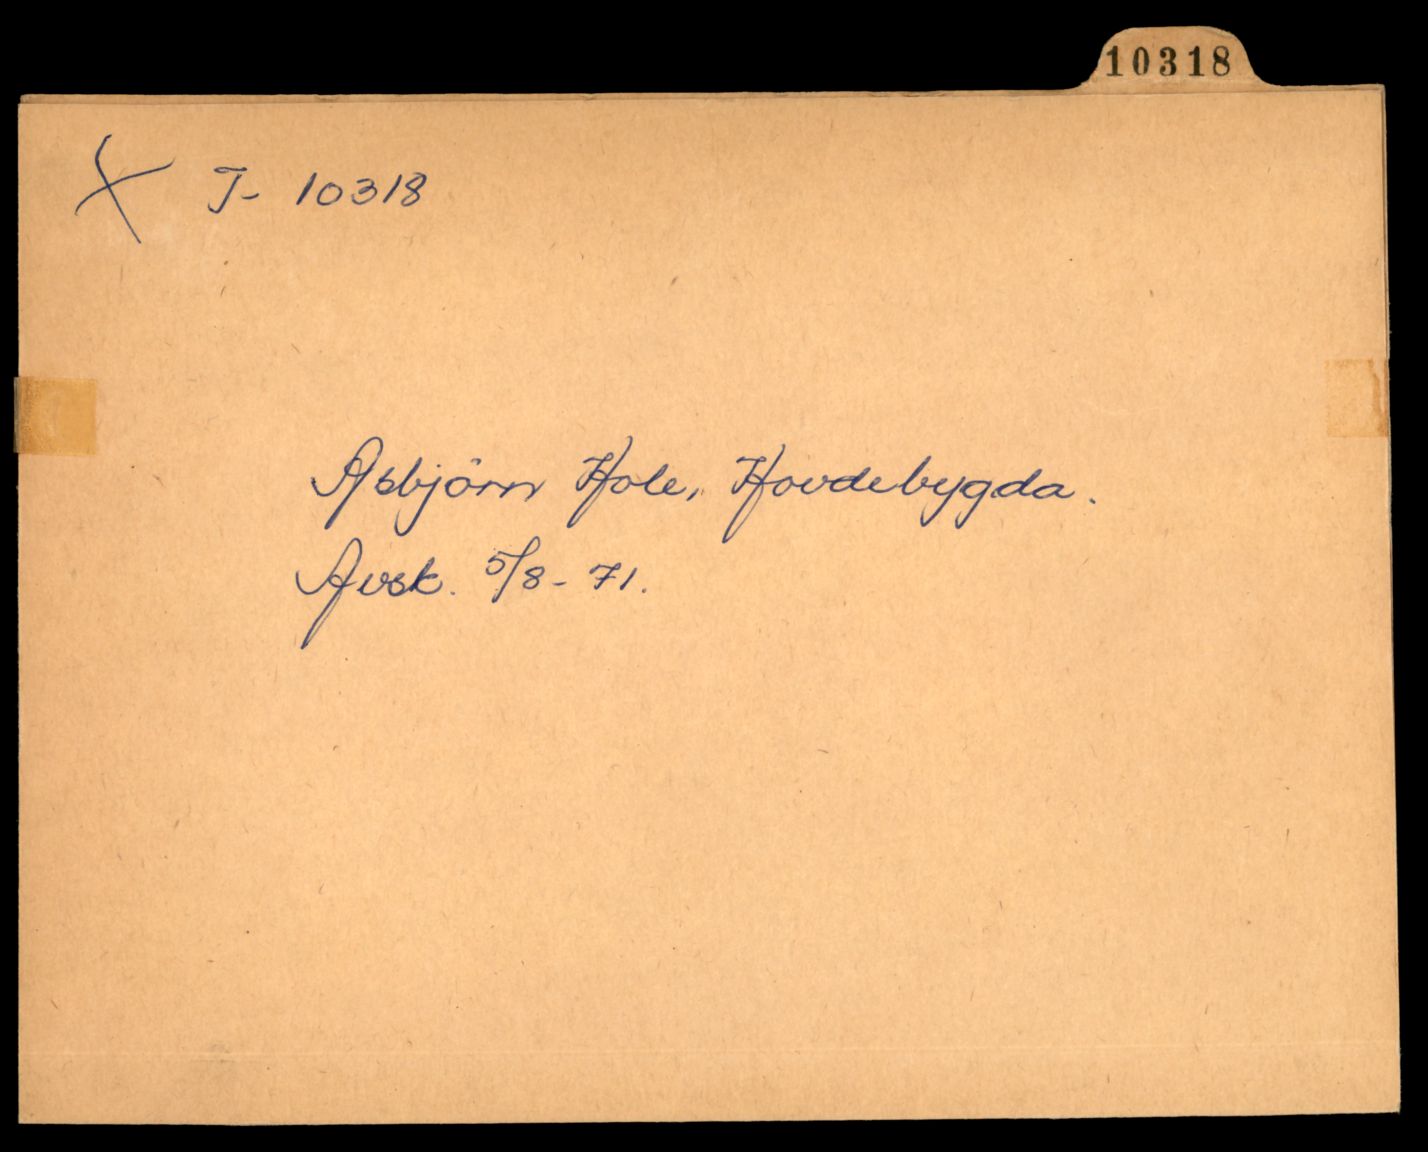 10318
X T- 10318
Asbjörn Hole, Hovdebygda.
Avsk. 5/8-71.